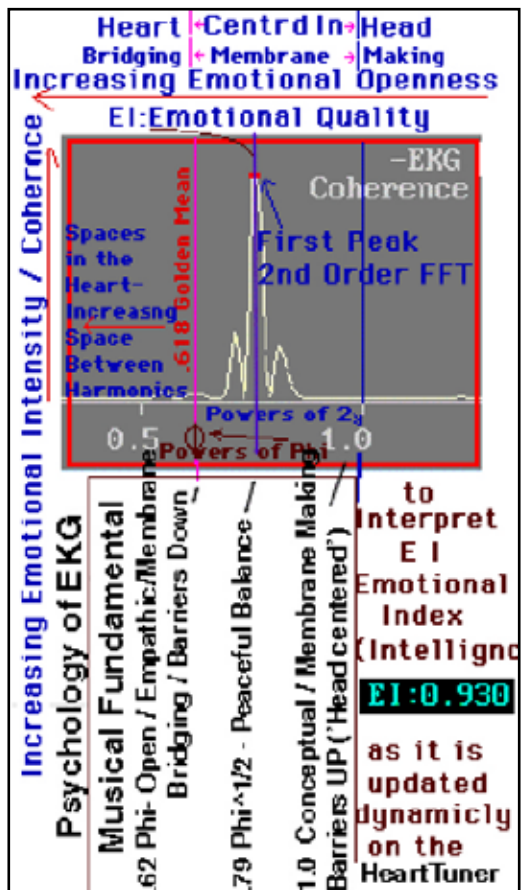 Heart ←Centrd In→ Head
Bridging ← Membrane → Making
Increasing Emotional Openness
EI:Emotional Quality
Increasing Emotional Intensity / Coherence
-EKG
Coherence
Spaces
in the
Heart-
Increasng
Space
Between
Harmonics
.618 Golden Mean
First Peak
2nd Order FFT
Powers of 2
0.5
1.0
Powers of Phi
Psychology of EKG
Musical Fundamental
.62 Phi- Open / Empathic/Membrane
Bridging / Barriers Down
.79 Phi^1/2 - Peaceful Balance
1.0 Conceptual / Membrane Making
Barriers UP ('Head centered')
to
Interpret
E I
Emotional
Index
(Intellignc
EI:0.930
as it is
updated
dynamicly
on the
HeartTuner